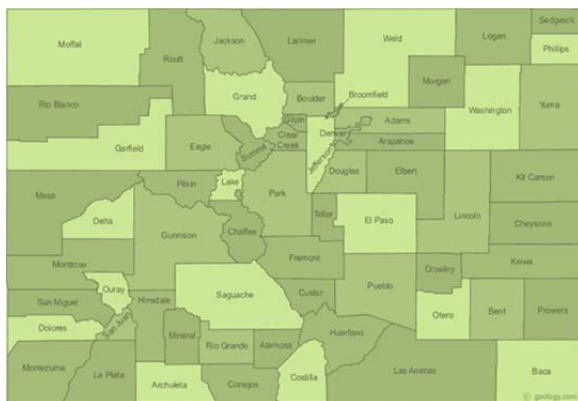 Moffat
Routt
Jackson
Larimer
Weld
Logan
Sedgwick
Phillips
Morgan
Rio Blanco
Grand
Boulder
Broomfield
Washington
Yuma
Garfield
Eagle
Summit
Gilpin
Clear
Creek
Jefferson
Denver
Adams
Arapahoe
Mesa
Pitkin
Lake
Park
Douglas
Elbert
Kit Carson
Delta
Gunnison
Chaffee
Teller
El Paso
Lincoln
Cheyenne
Montrose
Fremont
Crowley
Kiowa
Ouray
Saguache
Custer
Pueblo
San Miguel
Hinsdale
Otero
Bent
Prowers
Dolores
San Juan
Mineral
Rio Grande
Alamosa
Huerfano
Montezuma
La Plata
Archuleta
Conejos
Costilla
Las Animas
Baca
© geology.com